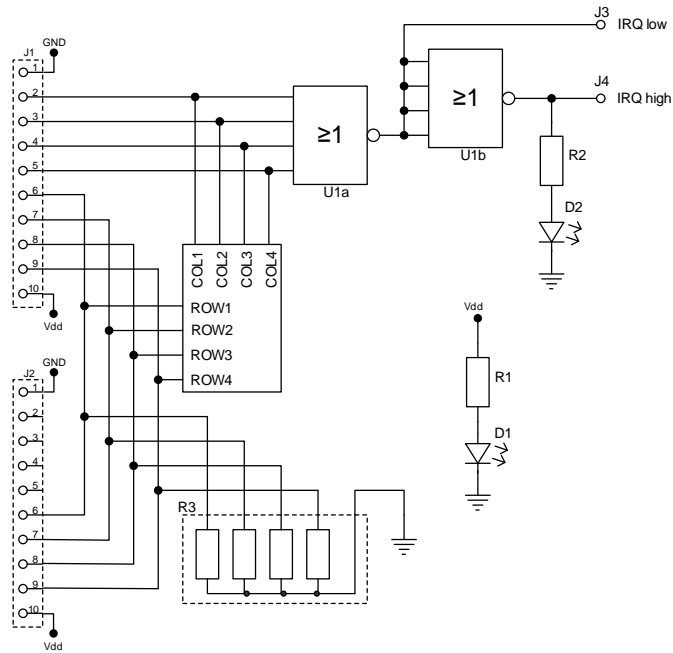 J3
IRQ low
J1
GND
1
2
3
4
5
6
7
8
9
10
Vdd
≥1
U1a
≥1
U1b
J4
IRQ high
R2
D2
COL1
COL2
COL3
COL4
ROW1
ROW2
ROW3
ROW4
Vdd
R1
D1
J2
GND
1
2
3
4
5
6
7
8
9
10
Vdd
R3